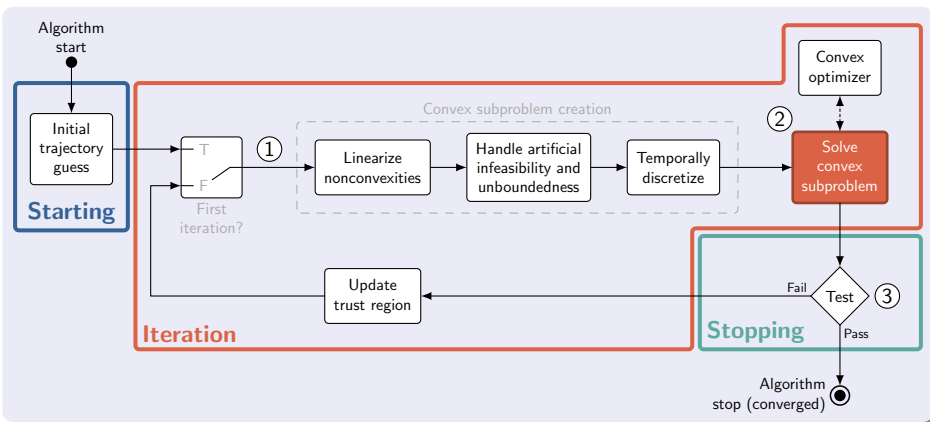 Algorithm
start
Initial
trajectory
guess
Starting
T
F
First
iteration?
1
Convex subproblem creation
Linearize
nonconvexities
Handle artificial
infeasibility and
unboundedness
Temporally
discretize
Convex
optimizer
2
Solve
convex
subproblem
Update
trust region
Iteration
Fail
Test
3
Stopping
Pass
Algorithm
stop (converged)